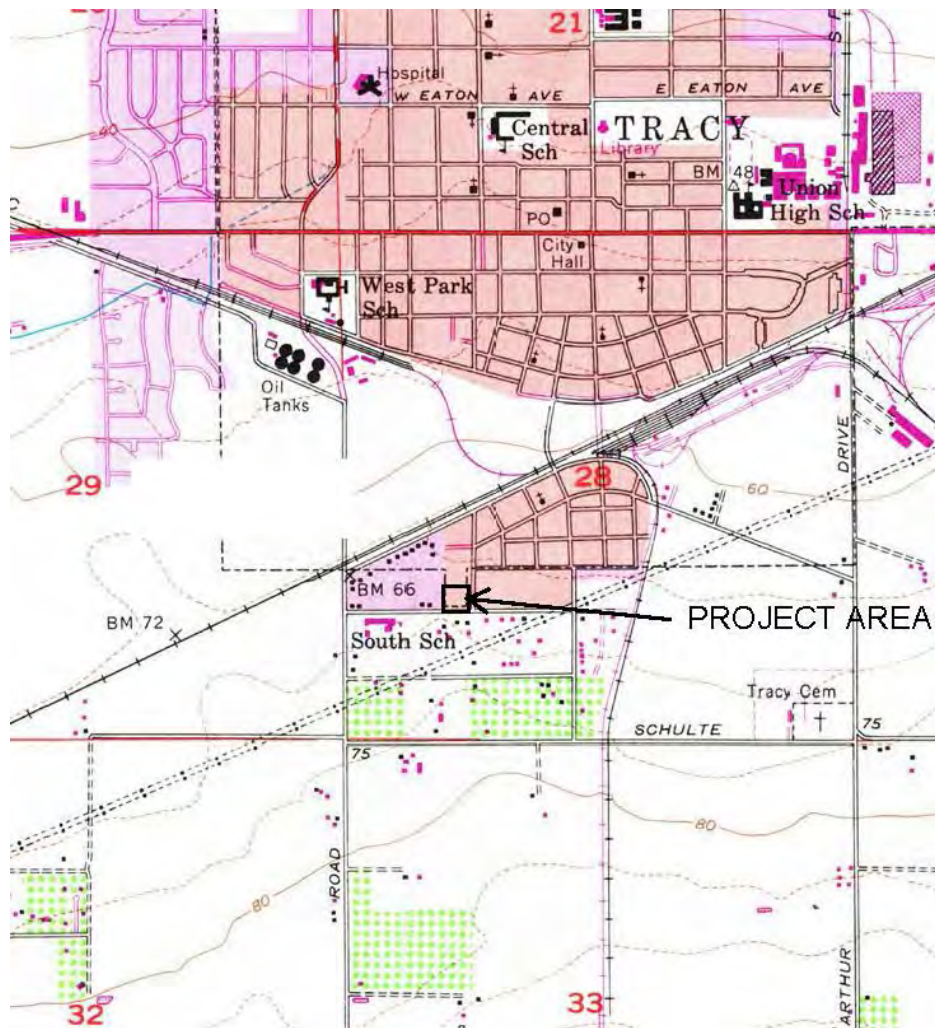 21
Hospital
W EATON AVE
E EATON AVE
40
Central
Sch
TRACY
Library
BM 48
Union
High Sch
PO
City
Hall
West Park
Sch
Oil
Tanks
29
28
60
DRIVE
BM 66
BM 72
PROJECT AREA
South Sch
Tracy Cem
SCHULTE
75
75
80
80
ROAD
32
33
ARTHUR